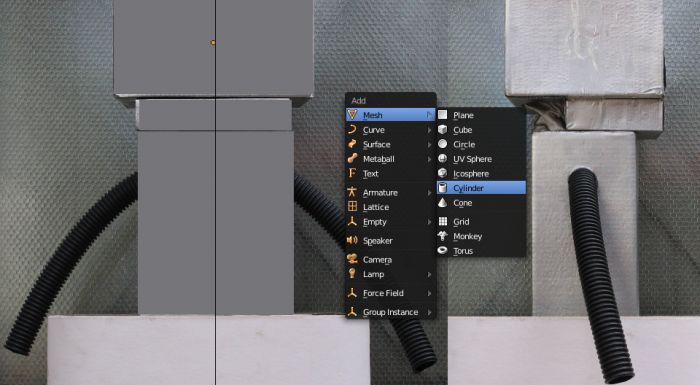 Add
Mesh
Curve
Surface
Metaball
Text
Armature
Lattice
Empty
Speaker
Camera
Lamp
Force Field
Group Instance
Plane
Cube
Circle
UV Sphere
Icosphere
Cylinder
Cone
Grid
Monkey
Torus